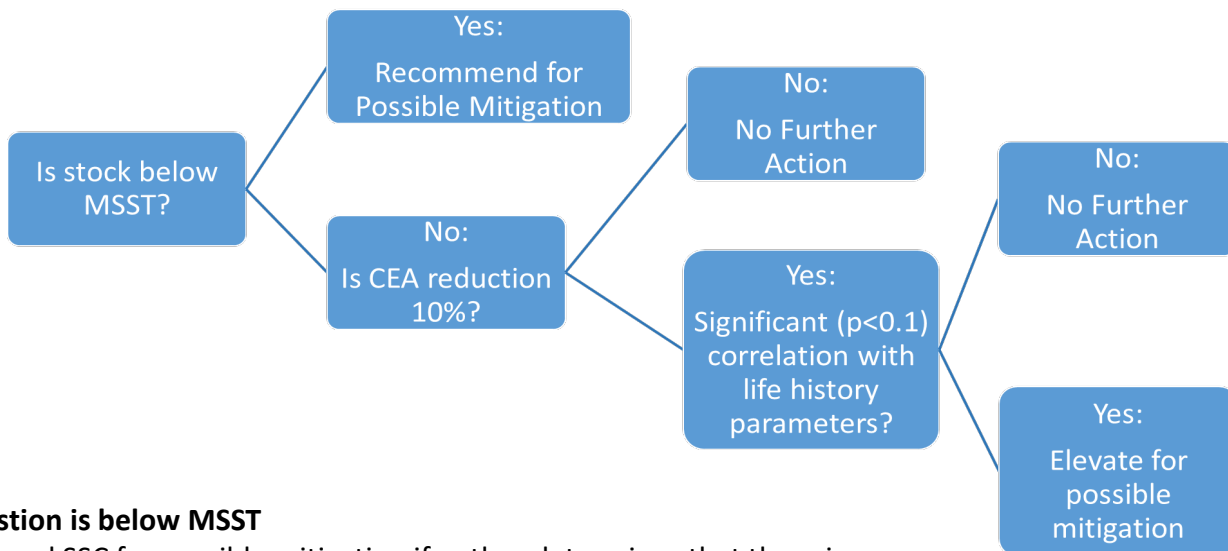 Yes:
Recommend for
Possible Mitigation
Is stock below
MSST?
No:
Is CEA reduction
10%?
No:
No Further
Action
Yes:
Significant (p<0.1)
correlation with
life history
parameters?
No:
No Further
Action
Yes:
Elevate for
possible
mitigation
stion is below MSST